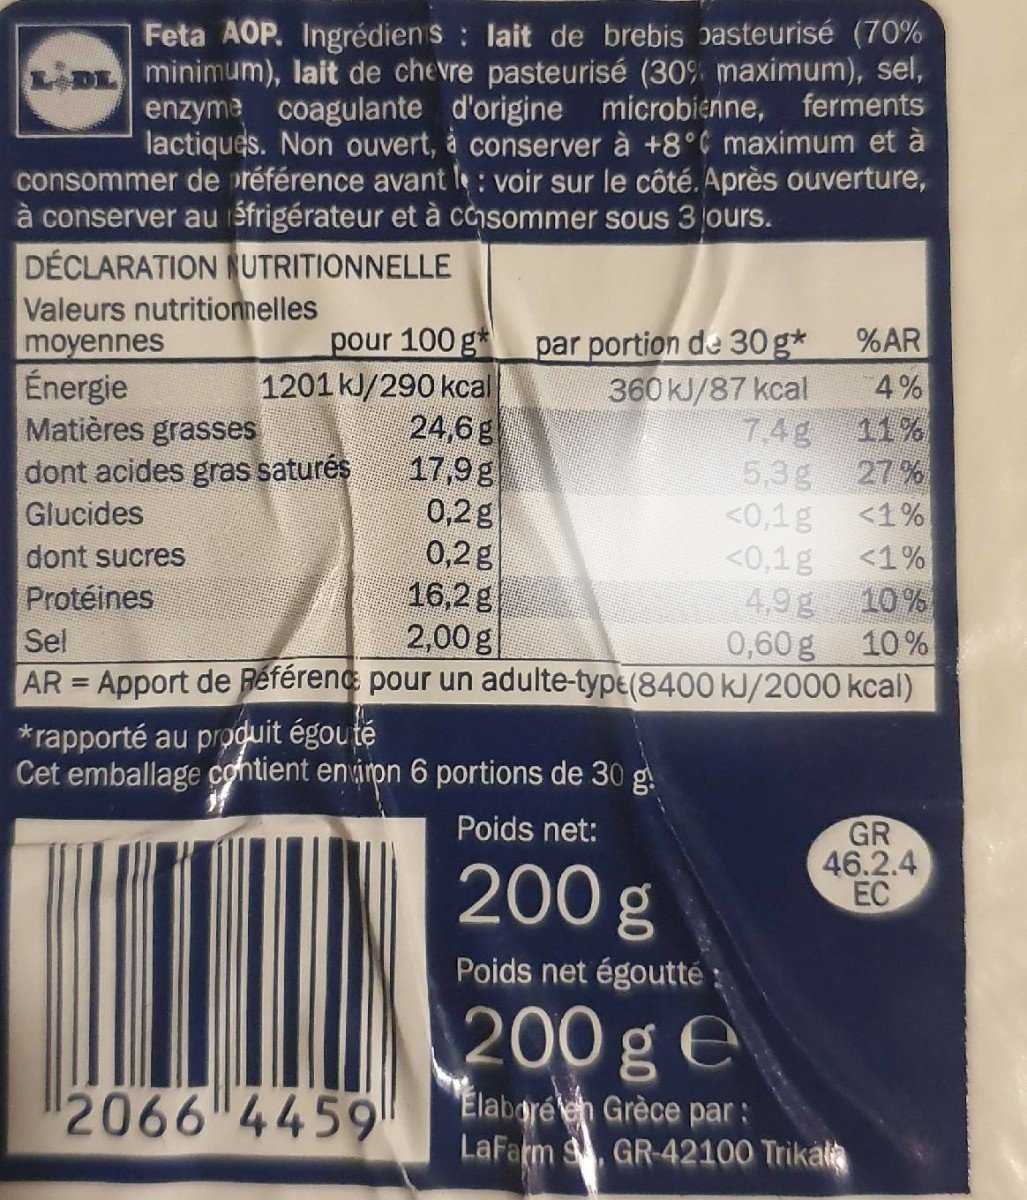 LIDL
Feta AOP. Ingrédients : lait de brebis pasteurisé (70%
minimum), lait de chèvre pasteurisé (30% maximum), sel,
enzyme coagulante d'origine microbienne, ferments
lactiques. Non ouvert, à conserver à +8°C maximum et à
consommer de préférence avant le : voir sur le côté. Après ouverture,
à conserver au réfrigérateur et à consommer sous 3 jours.
DÉCLARATION NUTRITIONNELLE
Valeurs nutritionnelles
moyennes pour 100 g* par portion de 30 g* %AR
Énergie 1201 kJ/290 kcal 360 kJ/87 kcal 4%
Matières grasses 24,6 g 7,4 g 11%
dont acides gras saturés 17,9 g 5,3 g 27%
Glucides 0,2 g <0,1 g <1%
dont sucres 0,2 g <0,1 g <1%
Protéines 16,2 g 4,9 g 10%
Sel 2,00 g 0,60 g 10%
AR = Apport de Référence pour un adulte-type (8400 kJ/2000 kcal)
*rapporté au produit égoutté
Cet emballage contient environ 6 portions de 30 g.
Poids net:
200 g
GR
46.2.4
EC
Poids net égoutté :
200 g e
2066 4459
Élaboré en Grèce par :
LaFarm GR-42100 Trikala